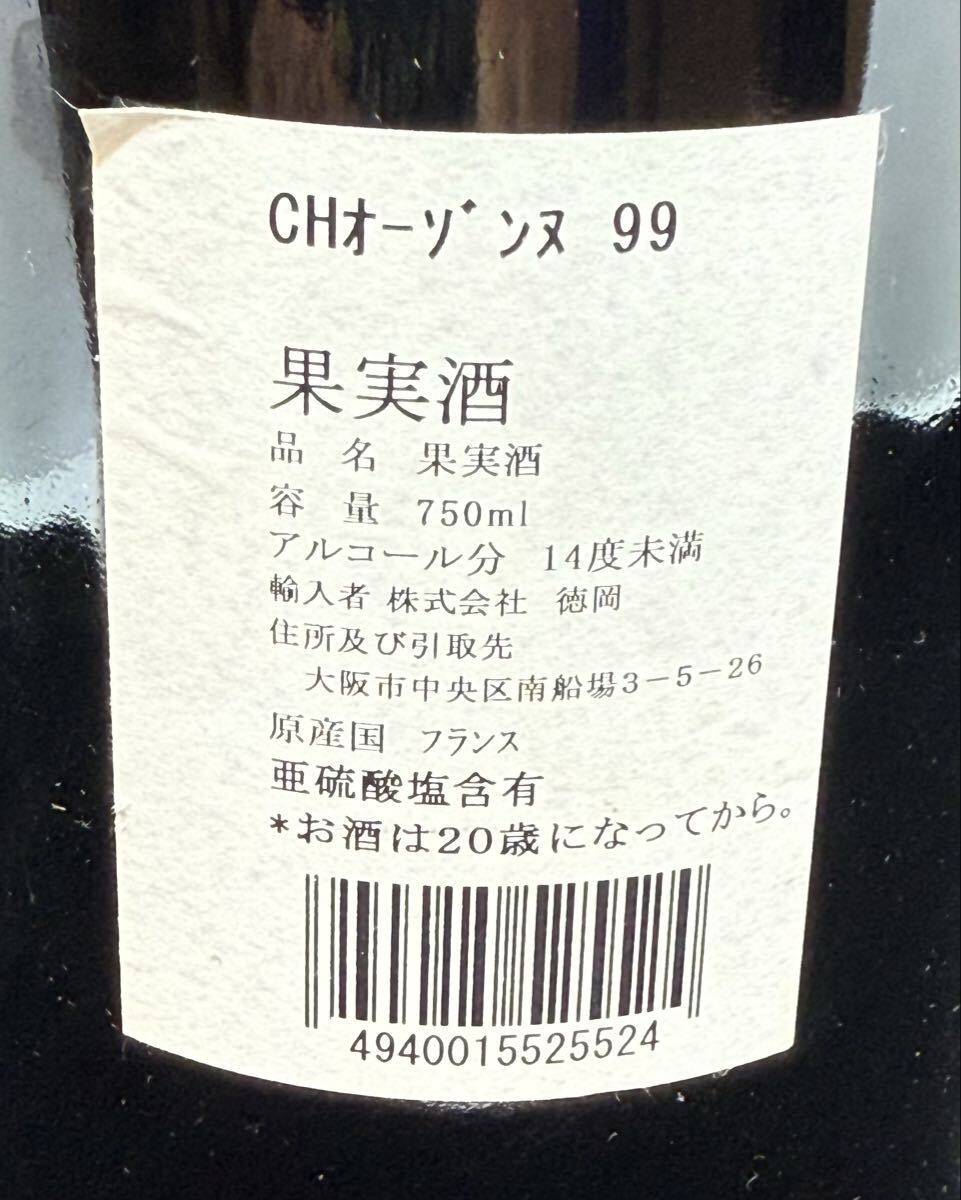 CHｵｰｿﾞﾝﾇ 99
果実酒
品 名 果実酒
容 量 750ml
アルコール分 14度未満
輸入者 株式会社 徳岡
住所及び引取先
大阪市中央区南船場3-5-26
原産国 フランス
亜硫酸塩含有
*お酒は20歳になってから。
4940015525524